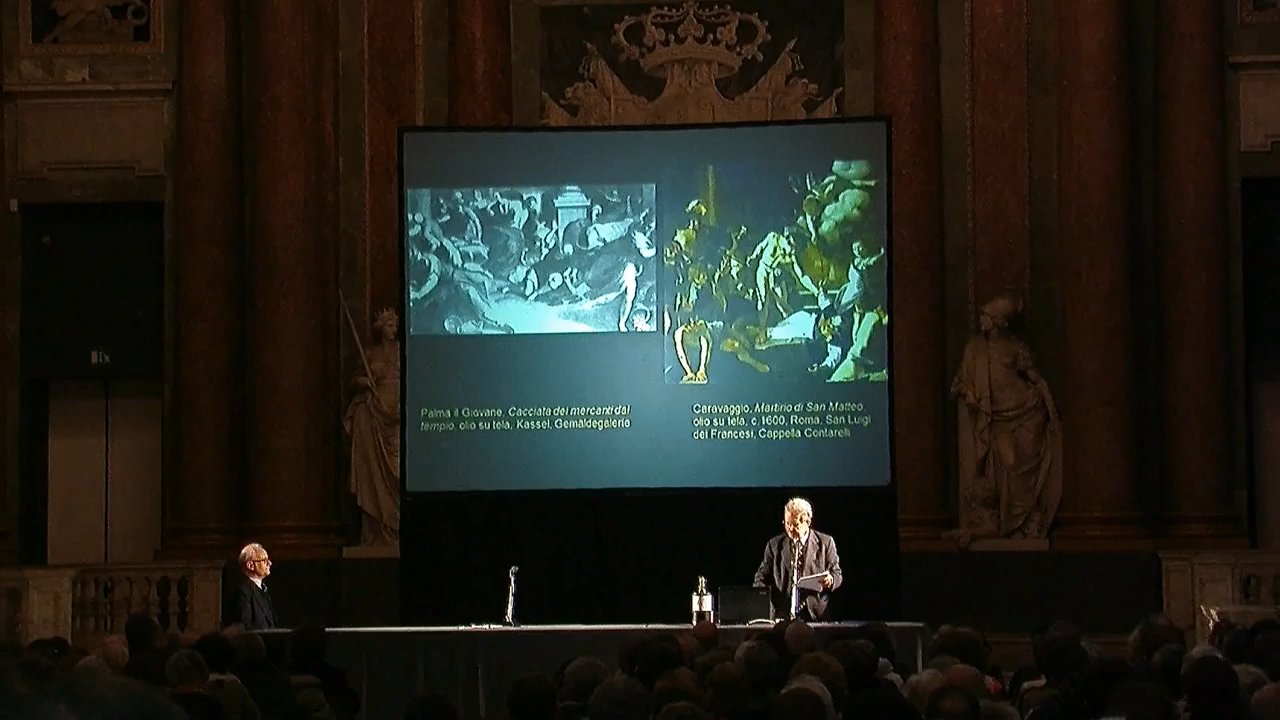 Palma il Giovane, Cacciata dei mercanti dal
tempio, olio su tela, Kassel, Gemäldegalerie
Caravaggio, Martirio di San Matteo,
olio su tela, c.1600, Roma, San Luigi
dei Francesi, Cappella Contarelli